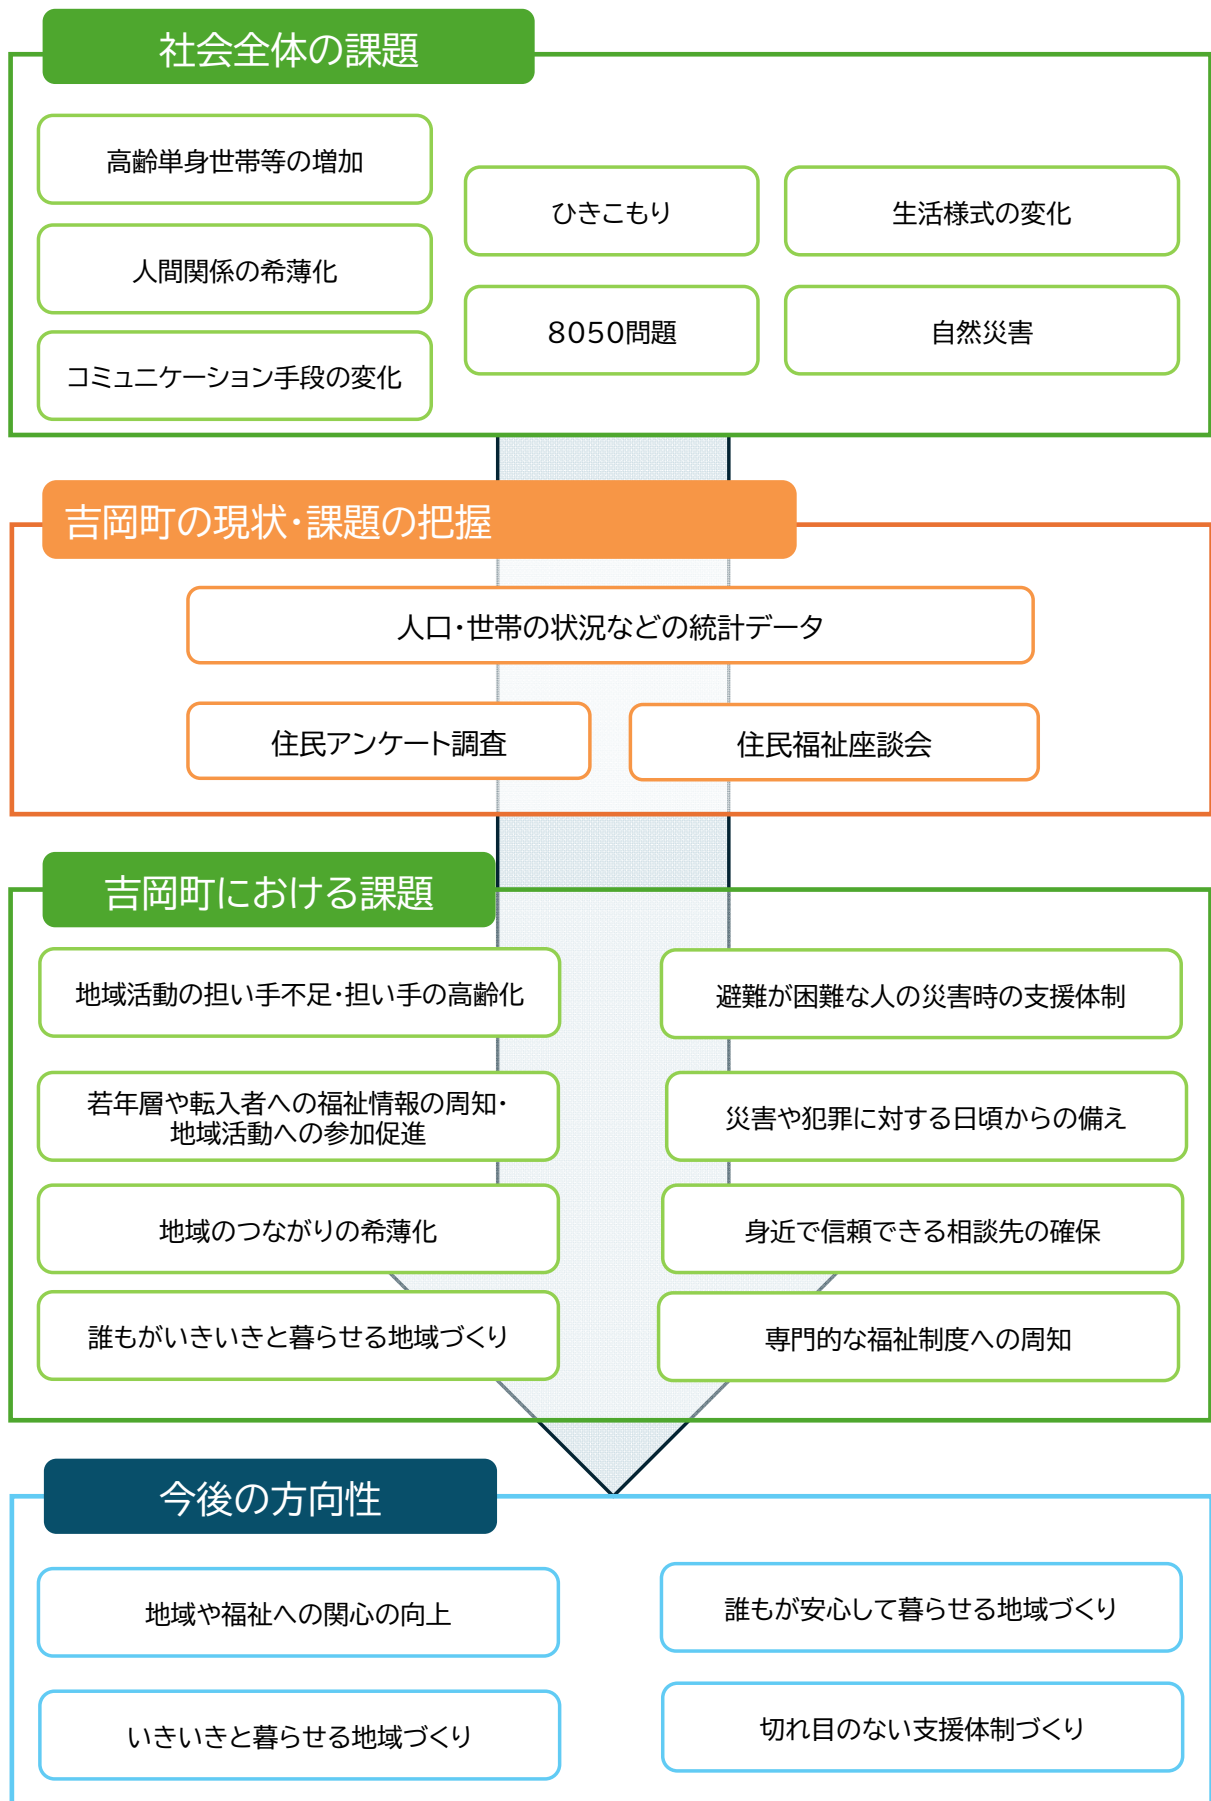 社会全体の課題
高齢単身世帯等の増加
人間関係の希薄化
コミュニケーション手段の変化
ひきこもり
8050問題
生活様式の変化
自然災害
吉岡町の現状・課題の把握
人口・世帯の状況などの統計データ
住民アンケート調査
住民福祉座談会
吉岡町における課題
地域活動の担い手不足・担い手の高齢化
若年層や転入者への福祉情報の周知・
地域活動への参加促進
地域のつながりの希薄化
誰もがいきいきと暮らせる地域づくり
避難が困難な人の災害時の支援体制
災害や犯罪に対する日頃からの備え
身近で信頼できる相談先の確保
専門的な福祉制度への周知
今後の方向性
地域や福祉への関心の向上
いきいきと暮らせる地域づくり
誰もが安心して暮らせる地域づくり
切れ目のない支援体制づくり